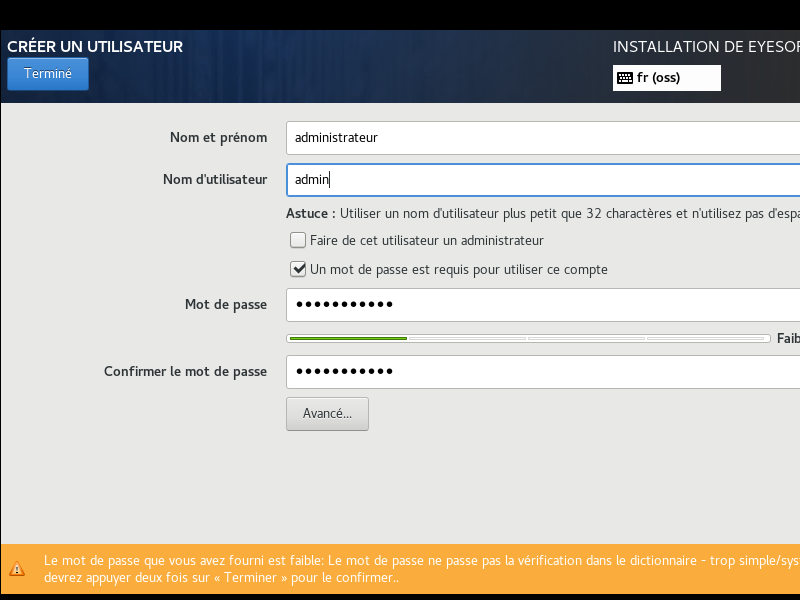 CRÉER UN UTILISATEUR
INSTALLATION DE EYESOF
Terminé
fr (oss)
Nom et prénom
administrateur
Nom d'utilisateur
admin
Astuce : Utiliser un nom d'utilisateur plus petit que 32 charactères et n'utilisez pas d'espa
Faire de cet utilisateur un administrateur
Un mot de passe est requis pour utiliser ce compte
Mot de passe
●●●●●●●●●●●
Faib
Confirmer le mot de passe
●●●●●●●●●●●
Avancé...
Le mot de passe que vous avez fourni est faible: Le mot de passe ne passe pas la vérification dans le dictionnaire - trop simple/sys
devrez appuyer deux fois sur « Terminer » pour le confirmer..